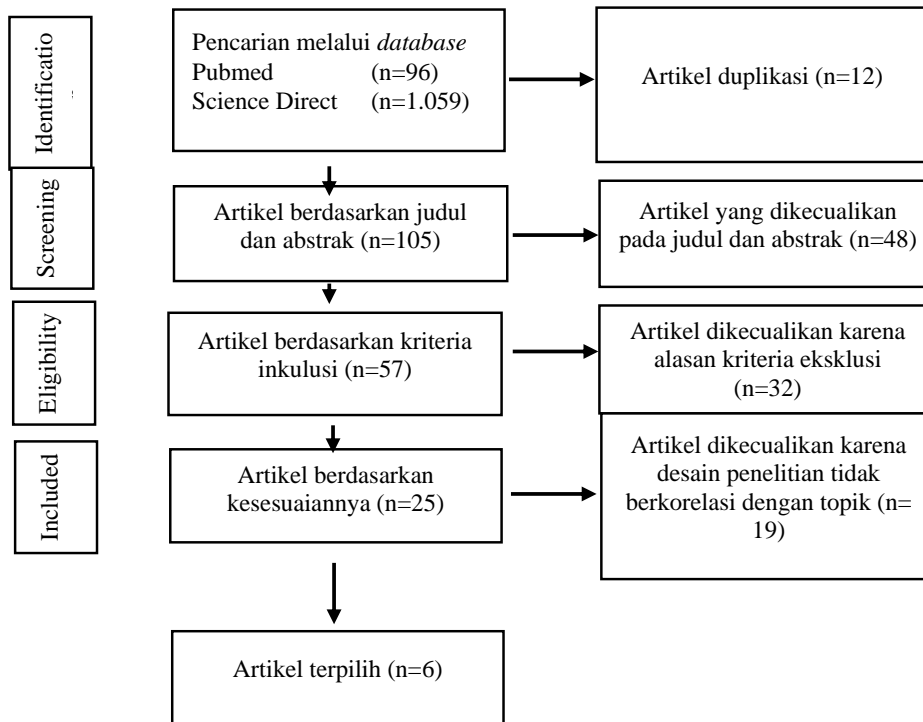 Identificatio
Pencarian melalui database
Pubmed (n=96)
Science Direct (n=1.059)
Artikel duplikasi (n=12)
Screening
Artikel berdasarkan judul
dan abstrak (n=105)
Artikel yang dikecualikan
pada judul dan abstrak (n=48)
Eligibility
Artikel berdasarkan kriteria
inkulusi (n=57)
Artikel dikecualikan karena
alasan kriteria eksklusi
(n=32)
Included
Artikel berdasarkan
kesesuaiannya (n=25)
Artikel dikecualikan karena
desain penelitian tidak
berkorelasi dengan topik (n=
19)
Artikel terpilih (n=6)